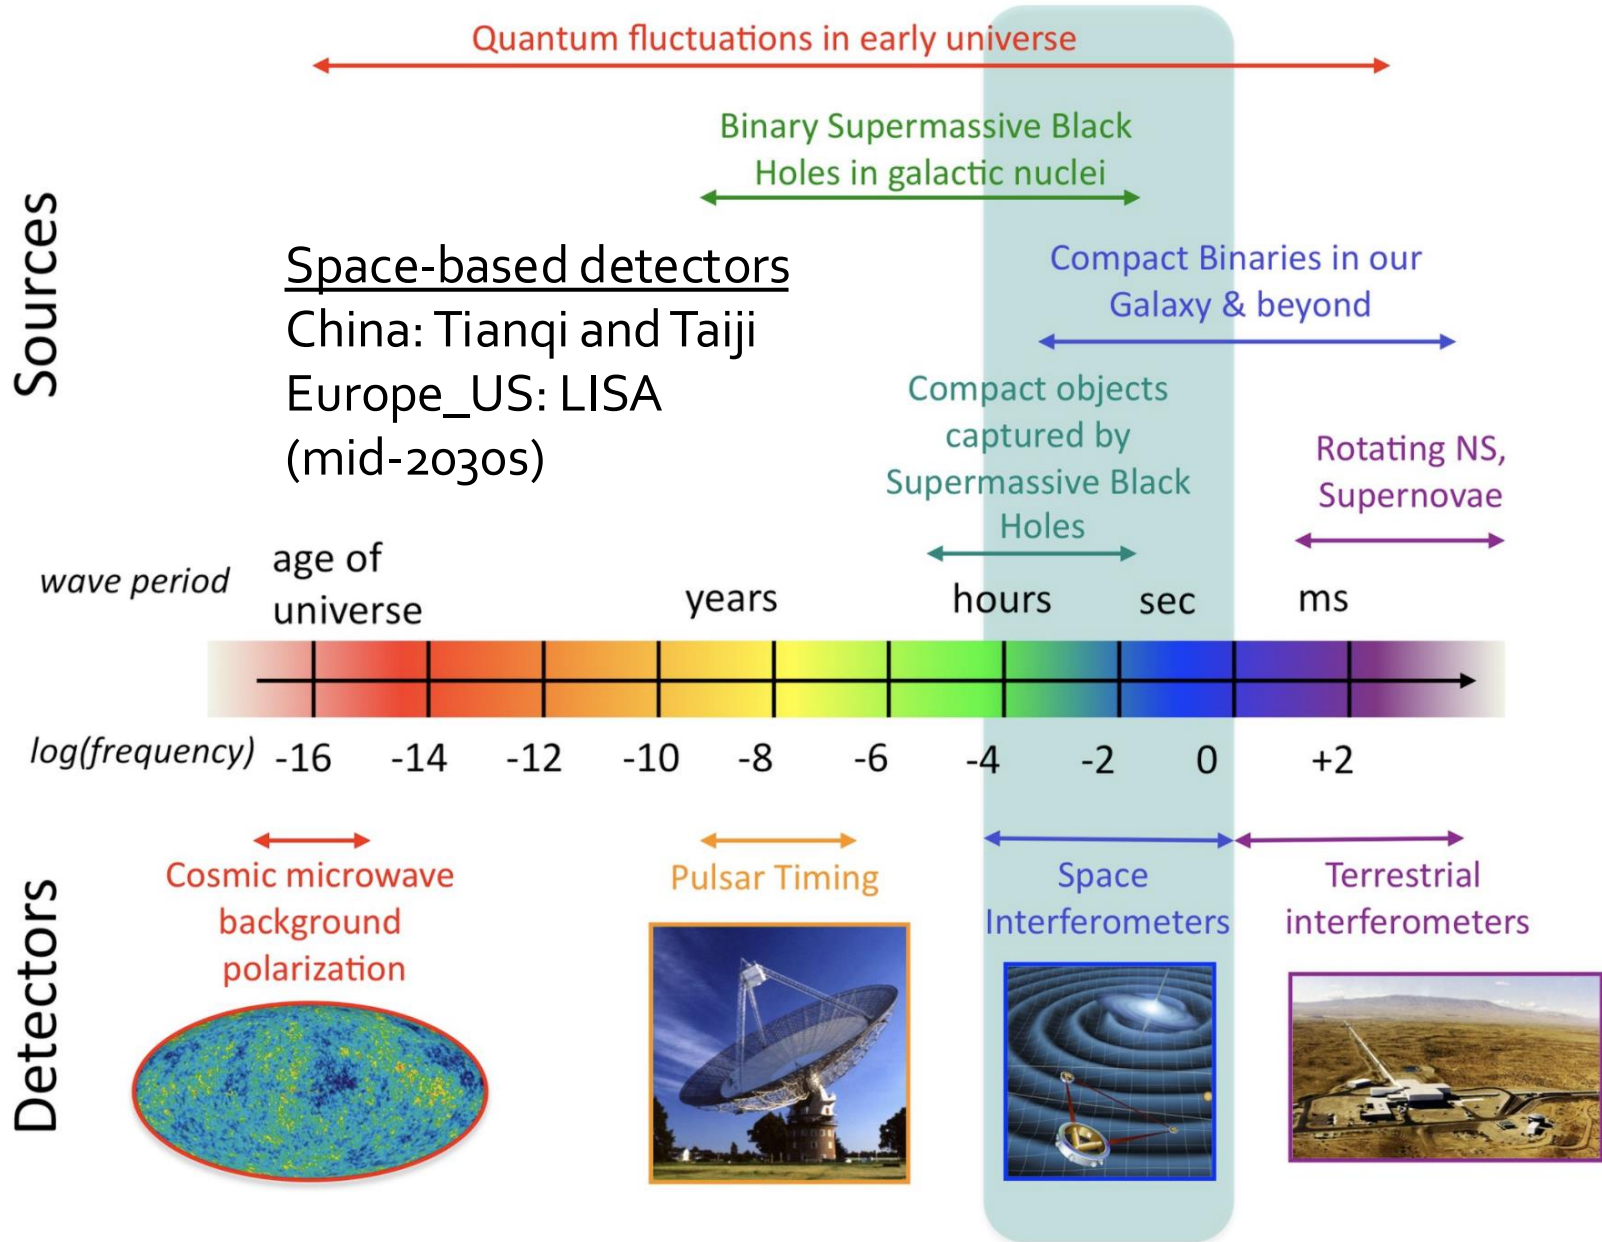 Quantum fluctuations in early universe
Binary Supermassive Black
Holes in galactic nuclei
Sources
Space-based detectors
China: Tianqi and Taiji
Europe_US: LISA
(mid-2030s)
Compact Binaries in our
Galaxy & beyond
Compact objects
captured by
Supermassive Black
Holes
Rotating NS,
Supernovae
wave period
age of
universe
years
hours
sec
ms
log(frequency)
-16
-14
-12
-10
-8
-6
-4
-2
0
+2
Detectors
Cosmic microwave
background
polarization
Pulsar Timing
Space
Interferometers
Terrestrial
interferometers